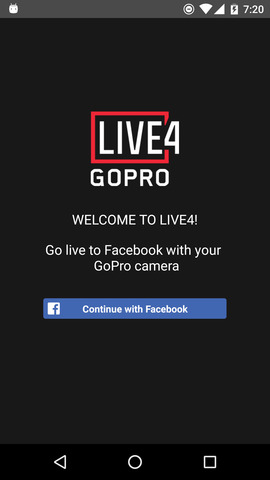 7:20
LIVE4
GOPRO
WELCOME TO LIVE4!
Go live to Facebook with your
GoPro camera
Continue with Facebook